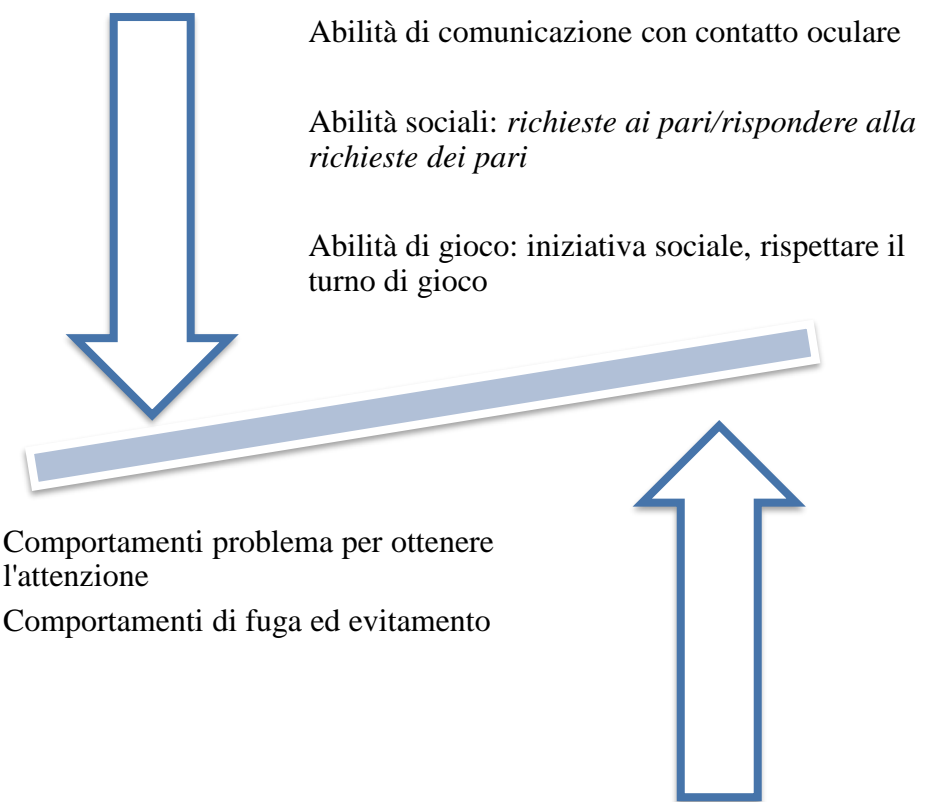 Abilità di comunicazione con contatto oculare
Abilità sociali: richieste ai pari/rispondere alla
richieste dei pari
Abilità di gioco: iniziativa sociale, rispettare il
turno di gioco
Comportamenti problema per ottenere
l'attenzione
Comportamenti di fuga ed evitamento